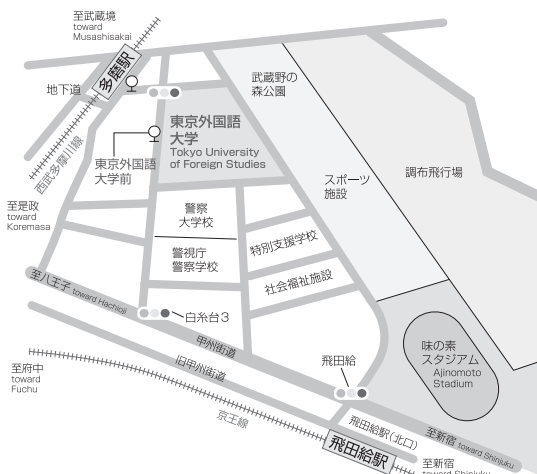 至武蔵境
toward
Musashisakai
多磨駅
地下道
武蔵野の
森公園
東京外国語
大学
Tokyo University
of Foreign Studies
西武多摩川線
東京外国語
大学前
スポーツ
施設
調布飛行場
至是政
toward
Koremasa
警察
大学校
警視庁
警察学校
特別支援学校
社会福祉施設
至八王子 toward Hachioji
白糸台3
甲州街道
旧甲州街道
飛田給
味の素
スタジアム
Ajinomoto
Stadium
至府中
toward
Fuchu
京王線
飛田給駅(北口)
至新宿 toward Shinjuku
飛田給駅
至新宿
toward Shinjuku